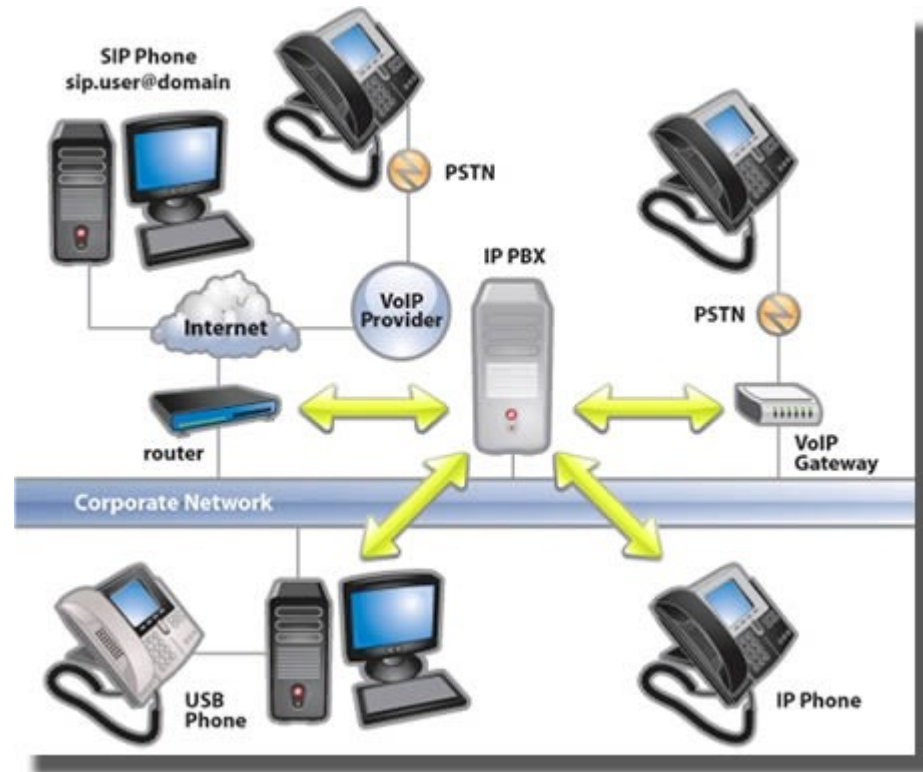 SIP Phone
sip.user@domain
PSTN
IP PBX
VoIP
Provider
Internet
PSTN
router
VoIP
Gateway
Corporate Network
USB
Phone
IP Phone